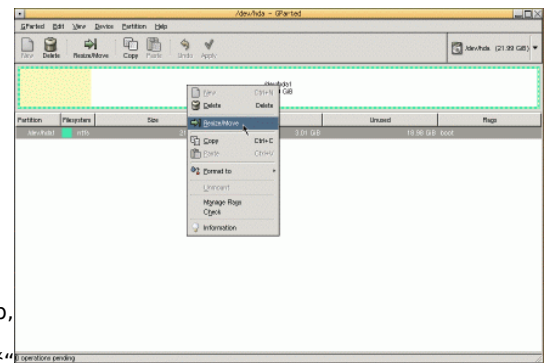 /dev/hda - GParted
GParted Edit View Device Partition Help
New Delete Resize/Move Copy Paste Undo Apply
/dev/hda (21.99 GiB)
/dev/hda1
GiB
New Ctrl+N
Delete Delete
Resize/Move
Copy Ctrl+C
Paste Ctrl+V
Format to
Unmount
Manage Flags
Check
Information
Partition Filesystem Size Unused Flags
/dev/hda1 ntfs 21 3.01 GiB 18.98 GiB boot
0 operations pending